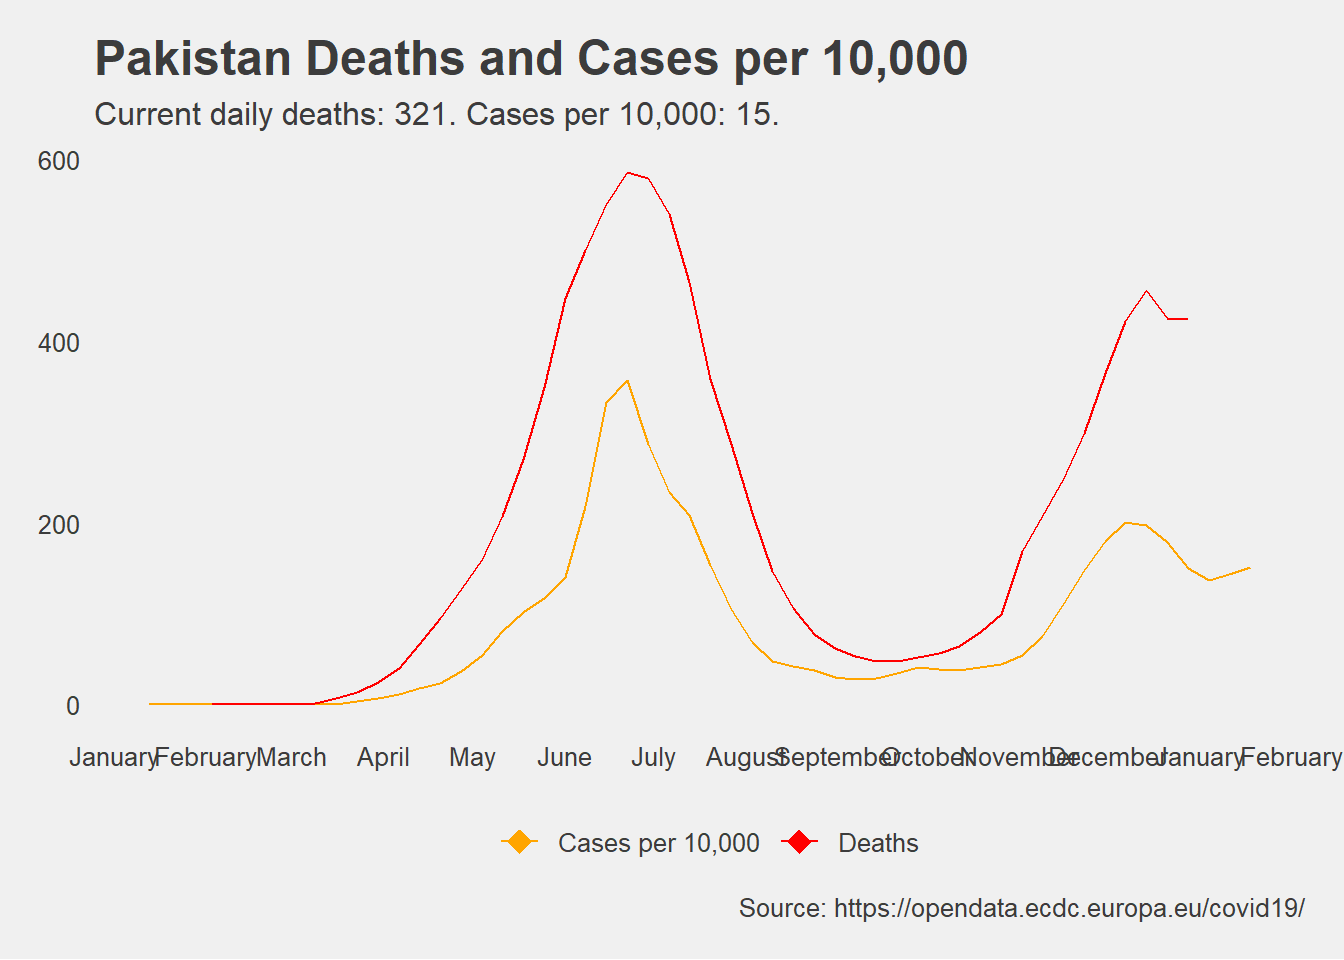 Pakistan Deaths and Cases per 10,000
Current daily deaths: 321. Cases per 10,000: 15.
600
400
200
0
January February March April May June July August September October November December January February
Cases per 10,000 Deaths
Source: https://opendata.ecdc.europa.eu/covid19/